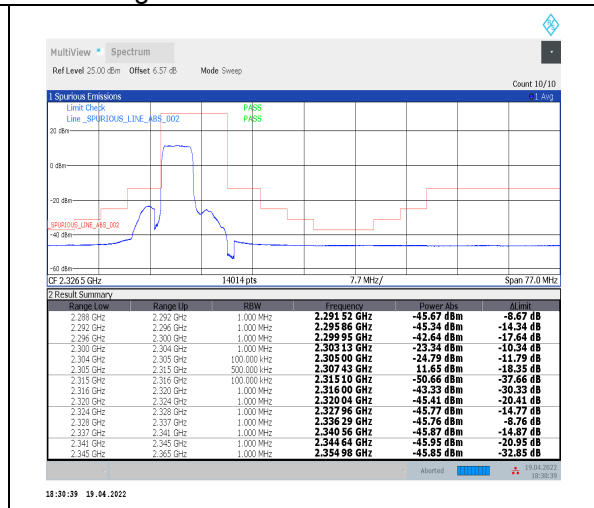 MultiView Spectrum
Ref Level 25.00 dBm Offset 6.57 dB Mode Sweep
Count 10/10
1 Spurious Emissions 1 Avg
Limit Check PASS
Line _SPURIOUS_LINE_ABS_002 PASS
20 dBm
0 dBm
-20 dBm
_SPURIOUS_LINE_ABS_002
-40 dBm
-60 dBm
CF 2.3265 GHz 14014 pts 7.7 MHz/ Span 77.0 MHz
2 Result Summary
Range Low Range Up RBW Frequency Power Abs ΔLimit
2.288 GHz 2.292 GHz 1.000 MHz 2.291 52 GHz -45.67 dBm -8.67 dB
2.292 GHz 2.296 GHz 1.000 MHz 2.295 86 GHz -45.34 dBm -14.34 dB
2.296 GHz 2.300 GHz 1.000 MHz 2.299 95 GHz -42.64 dBm -17.64 dB
2.300 GHz 2.304 GHz 1.000 MHz 2.303 13 GHz -23.34 dBm -10.34 dB
2.304 GHz 2.305 GHz 100.000 kHz 2.305 00 GHz -24.79 dBm -11.79 dB
2.305 GHz 2.315 GHz 500.000 kHz 2.307 43 GHz 11.65 dBm -18.35 dB
2.315 GHz 2.316 GHz 100.000 kHz 2.315 10 GHz -50.66 dBm -37.66 dB
2.316 GHz 2.320 GHz 1.000 MHz 2.316 00 GHz -43.33 dBm -30.33 dB
2.320 GHz 2.324 GHz 1.000 MHz 2.320 04 GHz -45.41 dBm -20.41 dB
2.324 GHz 2.328 GHz 1.000 MHz 2.327 96 GHz -45.77 dBm -14.77 dB
2.328 GHz 2.337 GHz 1.000 MHz 2.336 29 GHz -45.76 dBm -8.76 dB
2.337 GHz 2.341 GHz 1.000 MHz 2.340 56 GHz -45.87 dBm -14.87 dB
2.341 GHz 2.345 GHz 1.000 MHz 2.344 64 GHz -45.95 dBm -20.95 dB
2.345 GHz 2.365 GHz 1.000 MHz 2.354 98 GHz -45.85 dBm -32.85 dB
Aborted 19.04.2022
18:30:39
18:30:39 19.04.2022